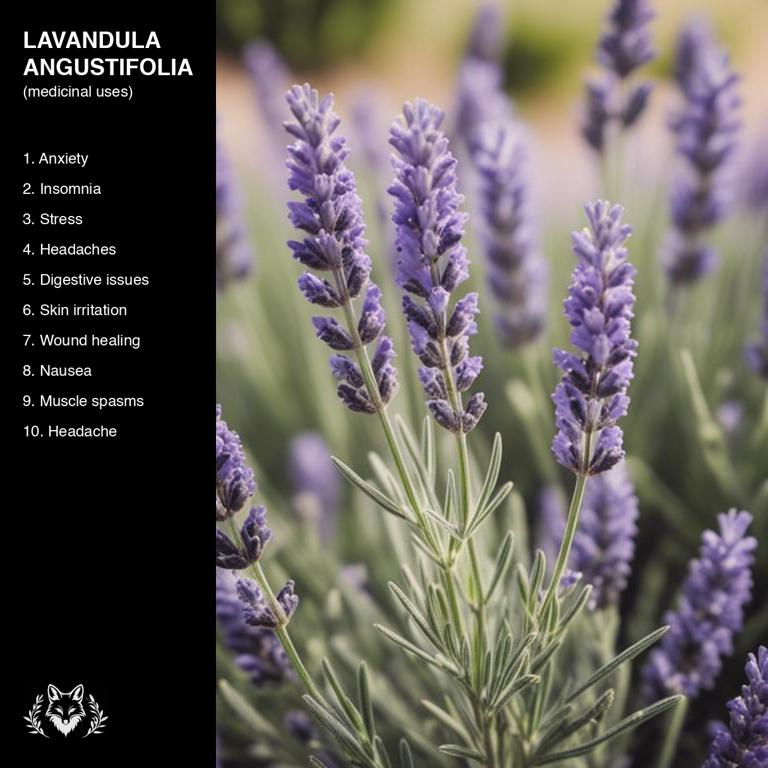 LAVANDULA
ANGUSTIFOLIA
(medicinal uses)
1. Anxiety
2. Insomnia
3. Stress
4. Headaches
5. Digestive issues
6. Skin irritation
7. Wound healing
8. Nausea
9. Muscle spasms
10. Headache